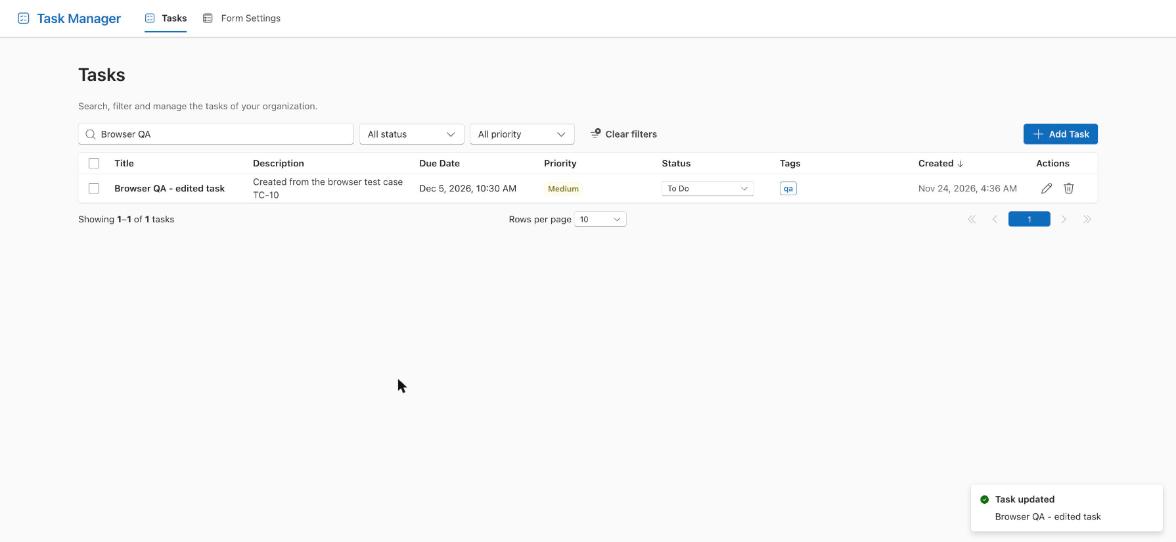 Task Manager Tasks Form Settings
Tasks
Search, filter and manage the tasks of your organization.
Browser QA All status All priority Clear filters Add Task
Title Description Due Date Priority Status Tags Created ↓ Actions
Browser QA - edited task Created from the browser test case Dec 5, 2026, 10:30 AM Medium To Do qa Nov 24, 2026, 4:36 AM
TC-10
Showing 1–1 of 1 tasks Rows per page 10 1
Task updated
Browser QA - edited task